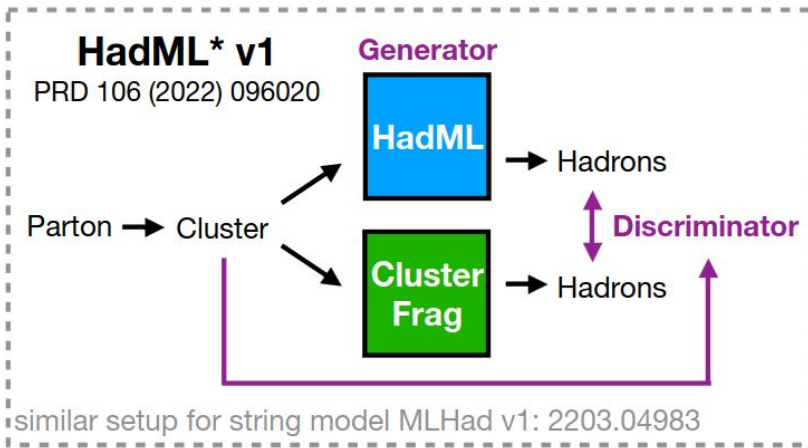 HadML* v1
PRD 106 (2022) 096020
Generator
HadML
Hadrons
Parton
Cluster
Discriminator
Cluster
Frag
Hadrons
similar setup for string model MLHad v1: 2203.04983